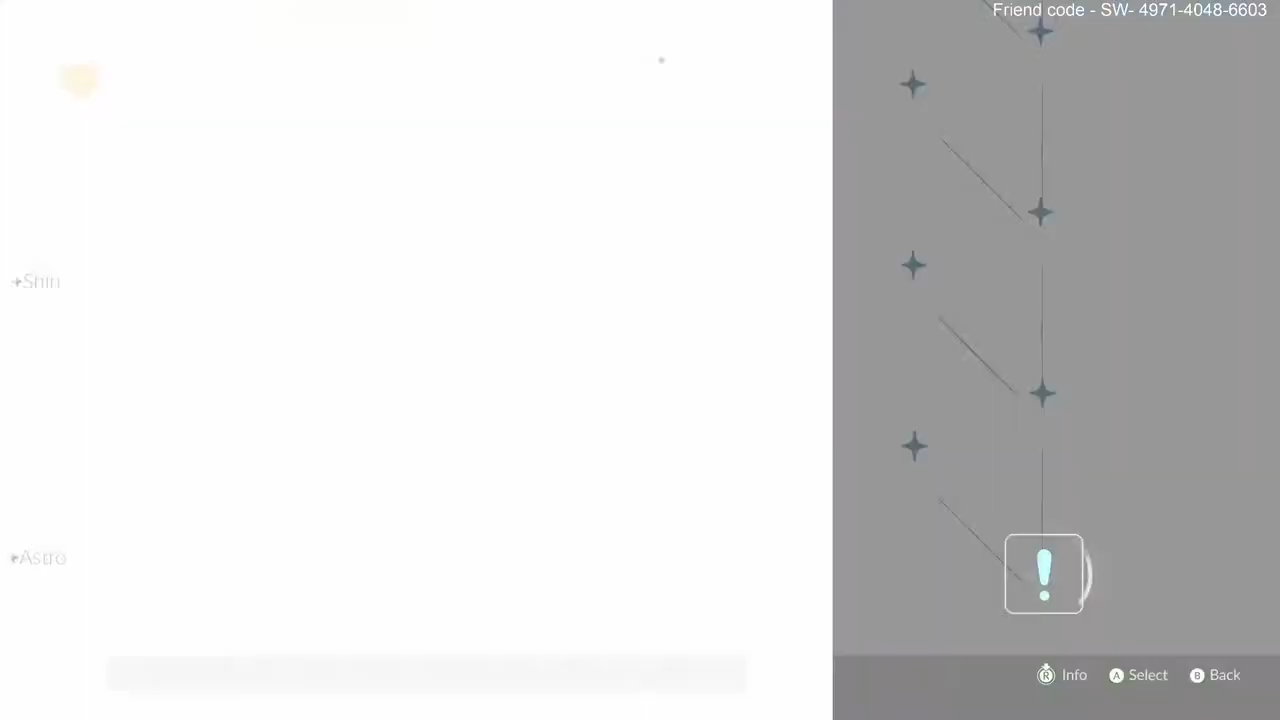 Friend code - SW- 4971-4048-6603
Shin
Astro
!
R Info A Select B Back